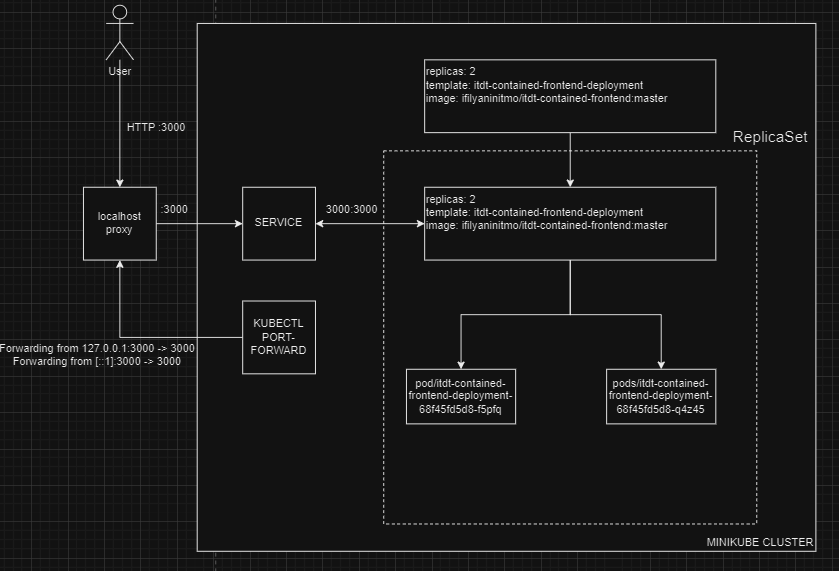 User
HTTP :3000
localhost
proxy
:3000
SERVICE
3000:3000
KUBECTL
PORT-
FORWARD
Forwarding from 127.0.0.1:3000 -> 3000
Forwarding from [::1]:3000 -> 3000
replicas: 2
template: itdt-contained-frontend-deployment
image: ifilyaninitmo/itdt-contained-frontend:master
ReplicaSet
replicas: 2
template: itdt-contained-frontend-deployment
image: ifilyaninitmo/itdt-contained-frontend:master
pod/itdt-contained-
frontend-deployment-
68f45fd5d8-f5pfq
pods/itdt-contained-
frontend-deployment-
68f45fd5d8-q4z45
MINIKUBE CLUSTER